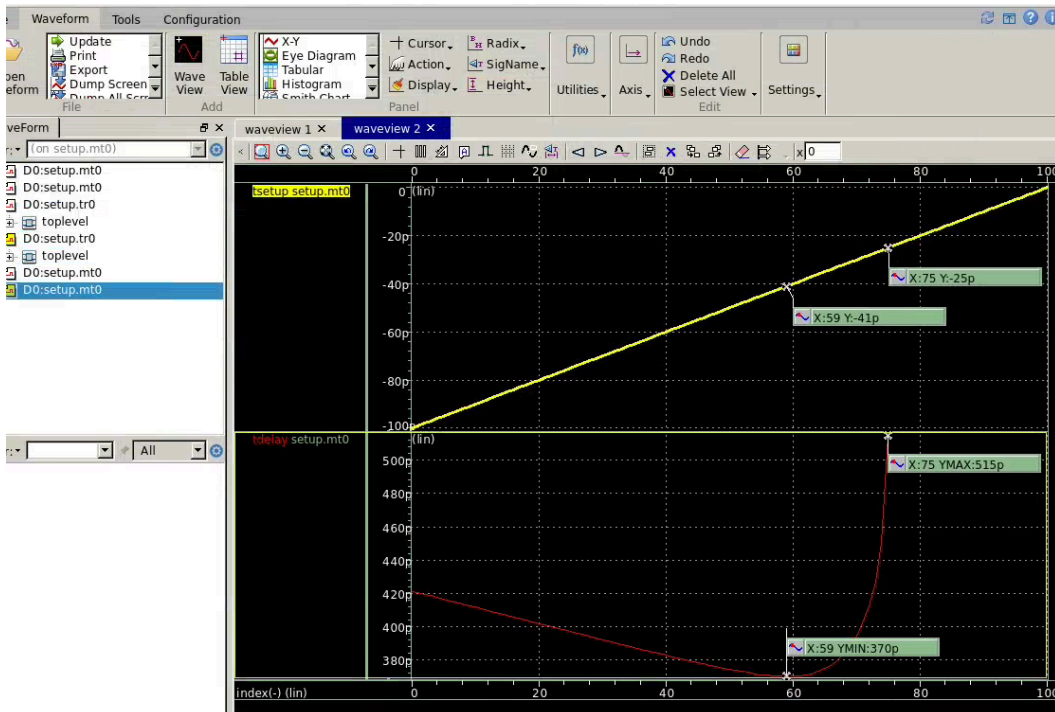 Waveform Tools Configuration
Update
Print
Export
Dump Screen
Wave View
Table View
X-Y
Eye Diagram
Tabular
Histogram
Smith Chart
Cursor
Action
Display
Radix
SigName
Height
Utilities
Axis
Undo
Redo
Delete All
Select View
Settings
File Add Panel Edit
waveview 1 waveview 2
(on setup.mt0)
All
x 0
D0:setup.mt0
D0:setup.mt0
D0:setup.tr0
toplevel
D0:setup.tr0
toplevel
D0:setup.mt0
D0:setup.mt0
0 20 40 60 80 100
tsetup setup.mt0
0 (lin)
-20p
-40p
-60p
-80p
-100p
X:75 Y:-25p
X:59 Y:-41p
tdelay setup.mt0
(lin)
500p
480p
460p
440p
420p
400p
380p
X:75 YMAX:515p
X:59 YMIN:370p
index(-) (lin)
0 20 40 60 80 100